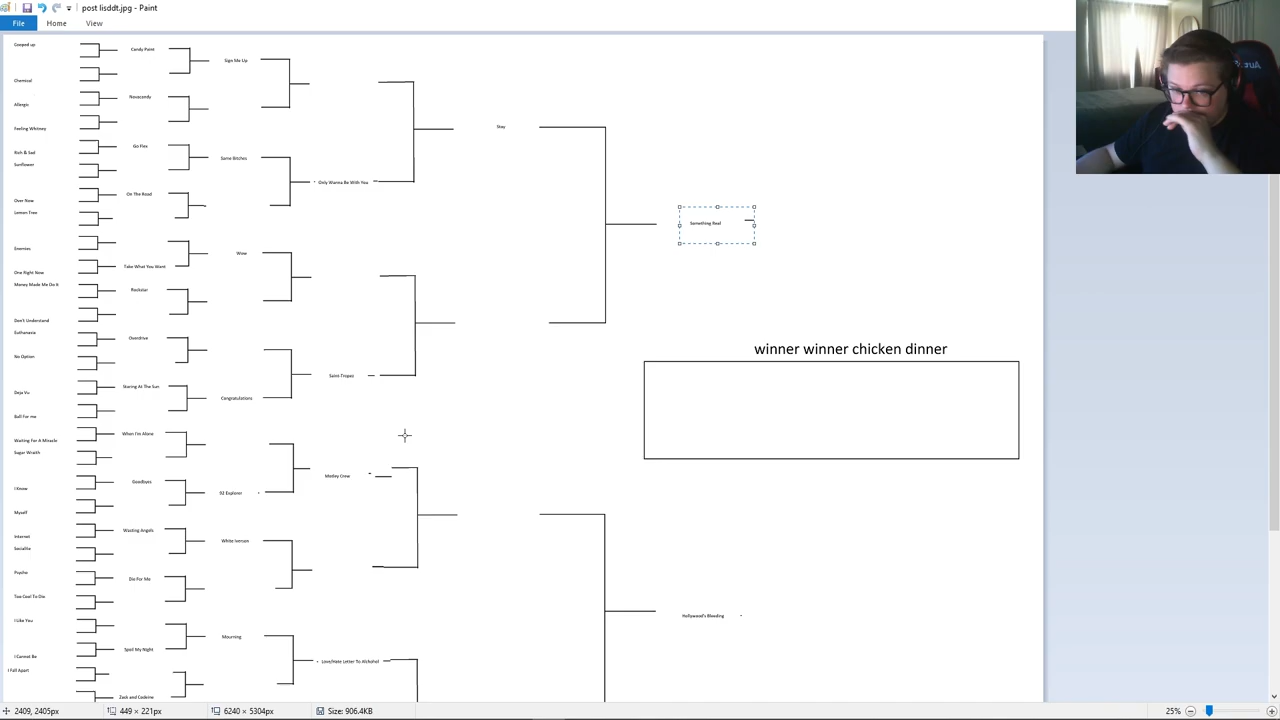 post lisddt.jpg - Paint
File Home View
Cooped up
Candy Paint
Sign Me Up
Chemical
Allergic
Novacandy
Feeling Whitney
Stay
Rich & Sad
Go Flex
Same Bitches
Sunflower
Only Wanna Be With You
Over Now
On The Road
Lemon Tree
Something Real
Enemies
Wow
One Right Now
Take What You Want
Money Made Me Do It
Rockstar
Don't Understand
Euthanasia
Overdrive
winner winner chicken dinner
No Option
Saint-Tropez
Deja Vu
Staring At The Sun
Congratulations
Ball For me
Waiting For A Miracle
When I'm Alone
Sugar Wraith
Motley Crew
I Know
Goodbyes
92 Explorer
Myself
Internet
Wasting Angels
White Iverson
Socialite
Psycho
Die For Me
Too Cool To Die
I Like You
Hollywood's Bleeding
Mourning
I Cannot Be
Spoil My Night
Love/Hate Letter To Alchohol
I Fall Apart
Zack and Codeine
2409, 2405px 449 × 221px 6240 × 5304px Size: 906.4KB 25%